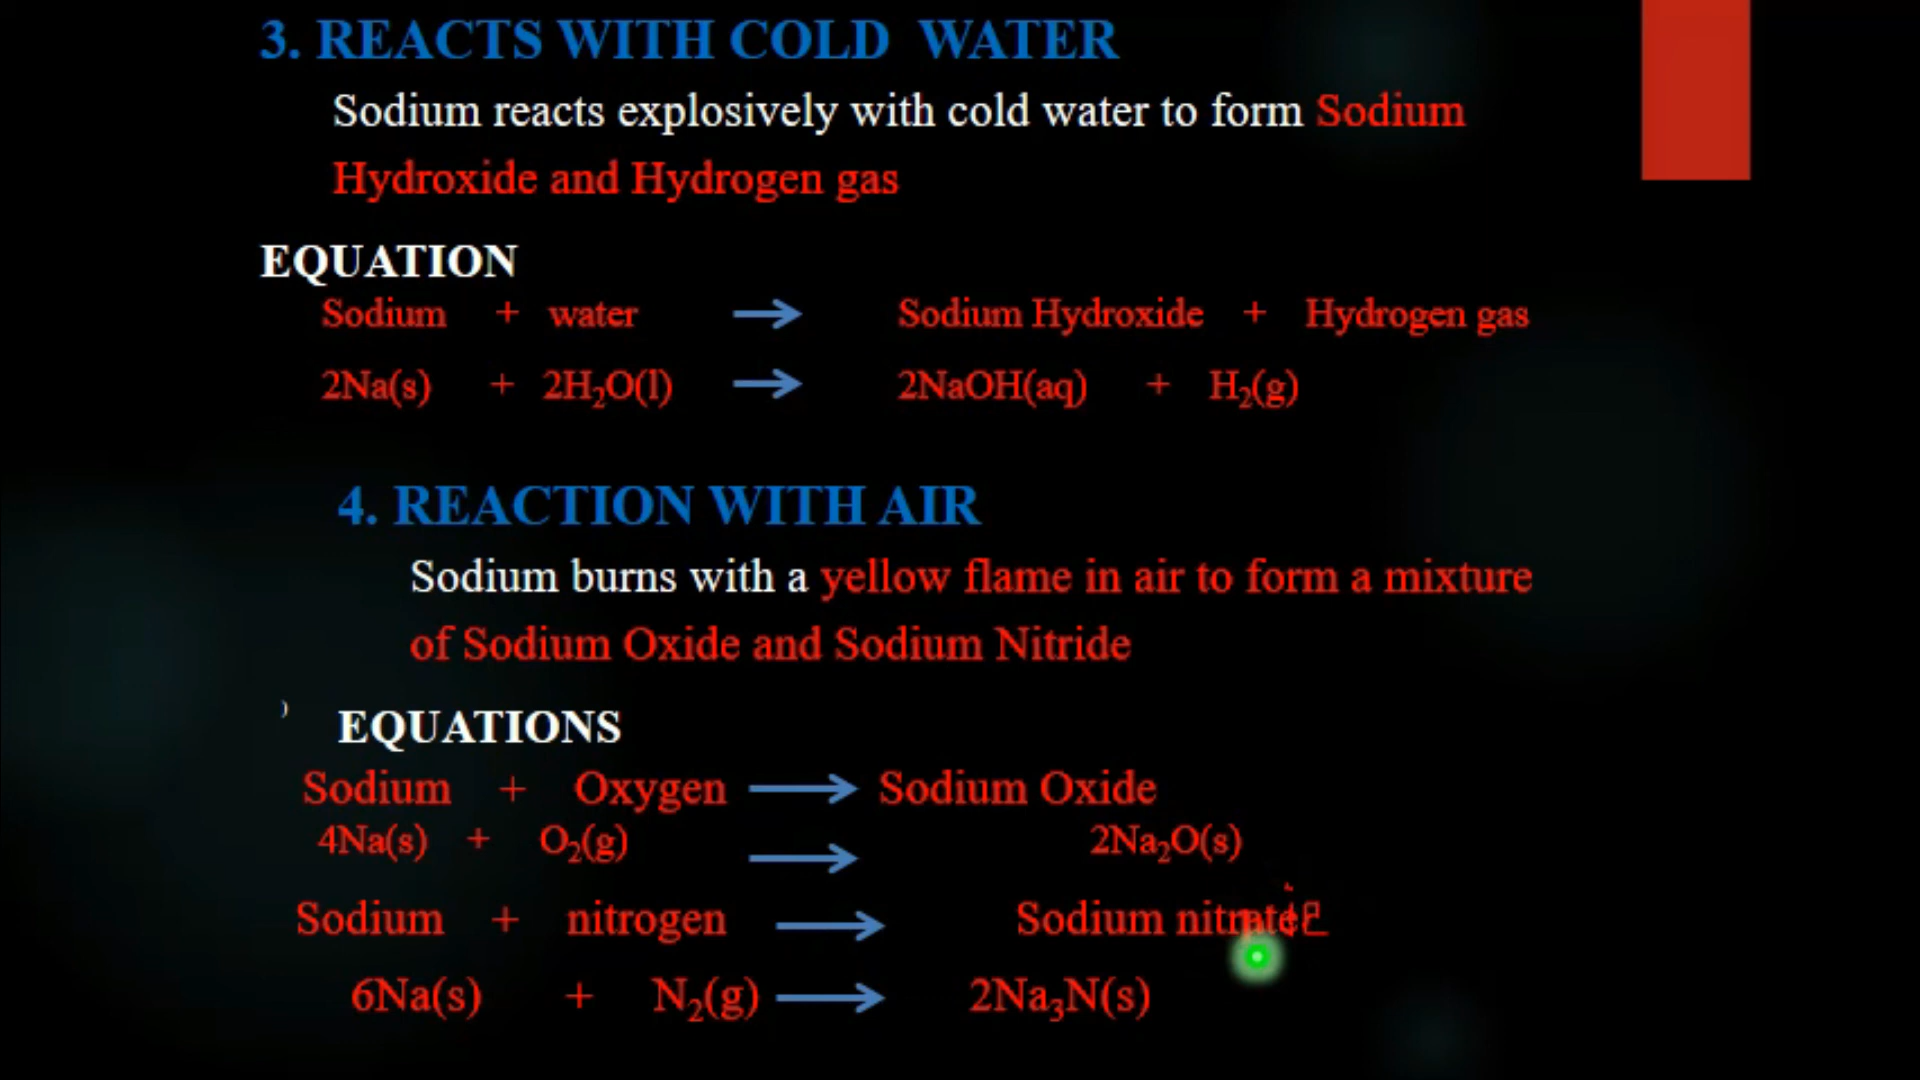 3. REACTS WITH COLD WATER
Sodium reacts explosively with cold water to form Sodium
Hydroxide and Hydrogen gas
EQUATION
Sodium + water → Sodium Hydroxide + Hydrogen gas
2Na(s) + 2H₂O(l) → 2NaOH(aq) + H₂(g)
4. REACTION WITH AIR
Sodium burns with a yellow flame in air to form a mixture
of Sodium Oxide and Sodium Nitride
)
EQUATIONS
Sodium + Oxygen → Sodium Oxide
4Na(s) + O₂(g) → 2Na₂O(s)
Sodium + nitrogen → Sodium nitrate
6Na(s) + N₂(g) → 2Na₃N(s)